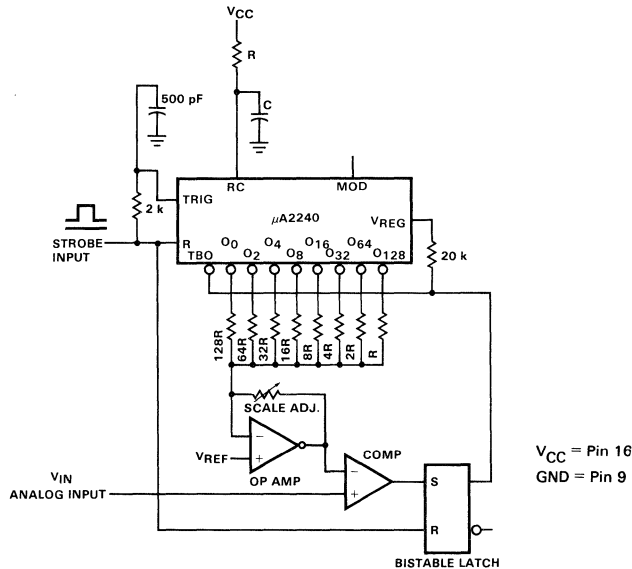 VCC
R
500 pF
C
RC
MOD
TRIG
2 k
μA2240
VREG
STROBE
INPUT
R
O0
O4
O16
O64
TBO
O2
O8
O32
O128
20 k
128R
64R
32R
16R
8R
4R
2R
R
SCALE ADJ.
−
VREF
+
OP AMP
COMP
−
+
VIN
ANALOG INPUT
S
R
BISTABLE LATCH
VCC = Pin 16
GND = Pin 9